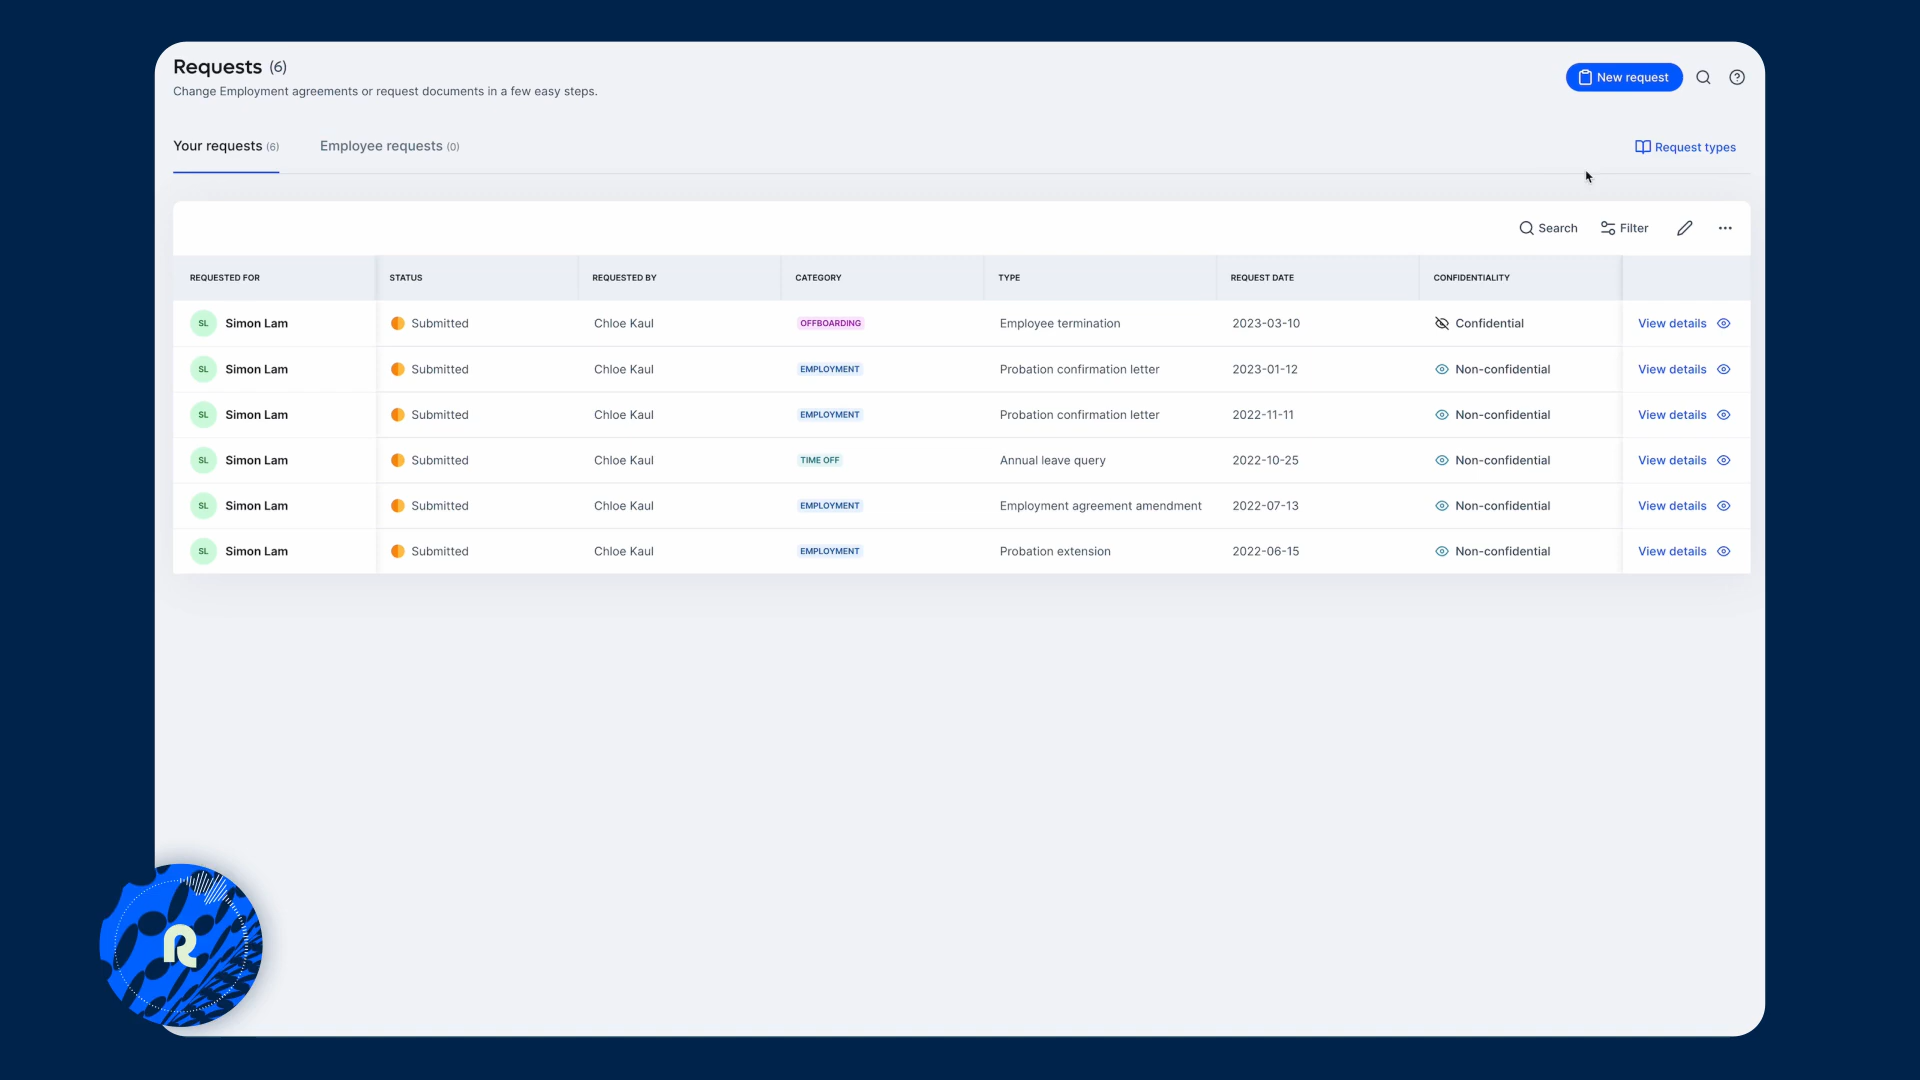 Requests (6)
New request
Change Employment agreements or request documents in a few easy steps.
Your requests (6) Employee requests (0)
Request types
Search Filter
REQUESTED FOR STATUS REQUESTED BY CATEGORY TYPE REQUEST DATE CONFIDENTIALITY
SL Simon Lam Submitted Chloe Kaul OFFBOARDING Employee termination 2023-03-10 Confidential View details
SL Simon Lam Submitted Chloe Kaul EMPLOYMENT Probation confirmation letter 2023-01-12 Non-confidential View details
SL Simon Lam Submitted Chloe Kaul EMPLOYMENT Probation confirmation letter 2022-11-11 Non-confidential View details
SL Simon Lam Submitted Chloe Kaul TIME OFF Annual leave query 2022-10-25 Non-confidential View details
SL Simon Lam Submitted Chloe Kaul EMPLOYMENT Employment agreement amendment 2022-07-13 Non-confidential View details
SL Simon Lam Submitted Chloe Kaul EMPLOYMENT Probation extension 2022-06-15 Non-confidential View details
R